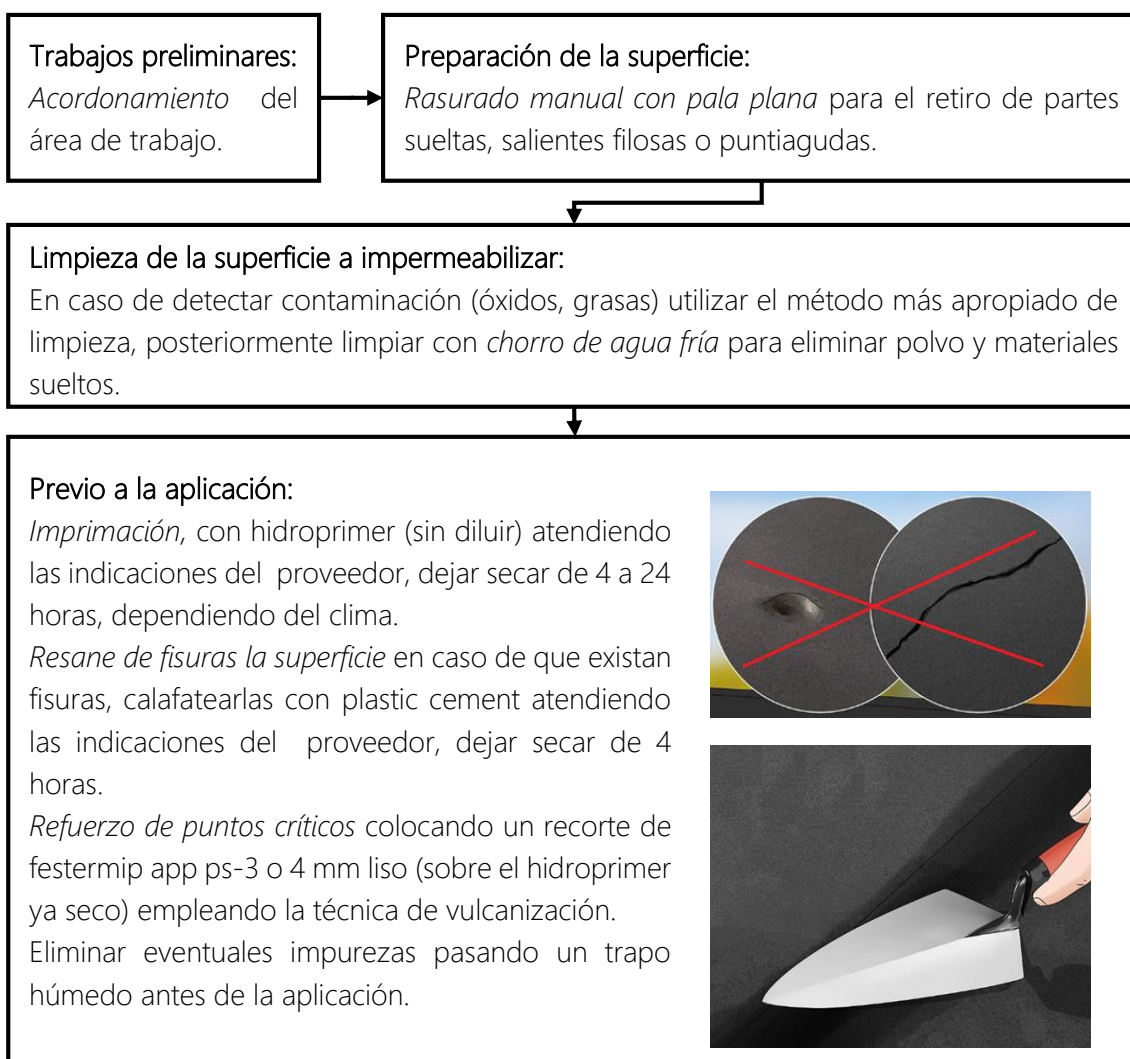 Trabajos preliminares:
Acordonamiento del
área de trabajo.
Preparación de la superficie:
Rasurado manual con pala plana para el retiro de partes
sueltas, salientes filosas o puntiagudas.
Limpieza de la superficie a impermeabilizar:
En caso de detectar contaminación (óxidos, grasas) utilizar el método más apropiado de
limpieza, posteriormente limpiar con chorro de agua fría para eliminar polvo y materiales
sueltos.
Previo a la aplicación:
Imprimación, con hidroprimer (sin diluir) atendiendo
las indicaciones del proveedor, dejar secar de 4 a 24
horas, dependiendo del clima.
Resane de fisuras la superficie en caso de que existan
fisuras, calafatearlas con plastic cement atendiendo
las indicaciones del proveedor, dejar secar de 4
horas.
Refuerzo de puntos críticos colocando un recorte de
festermip app ps-3 o 4 mm liso (sobre el hidroprimer
ya seco) empleando la técnica de vulcanización.
Eliminar eventuales impurezas pasando un trapo
húmedo antes de la aplicación.